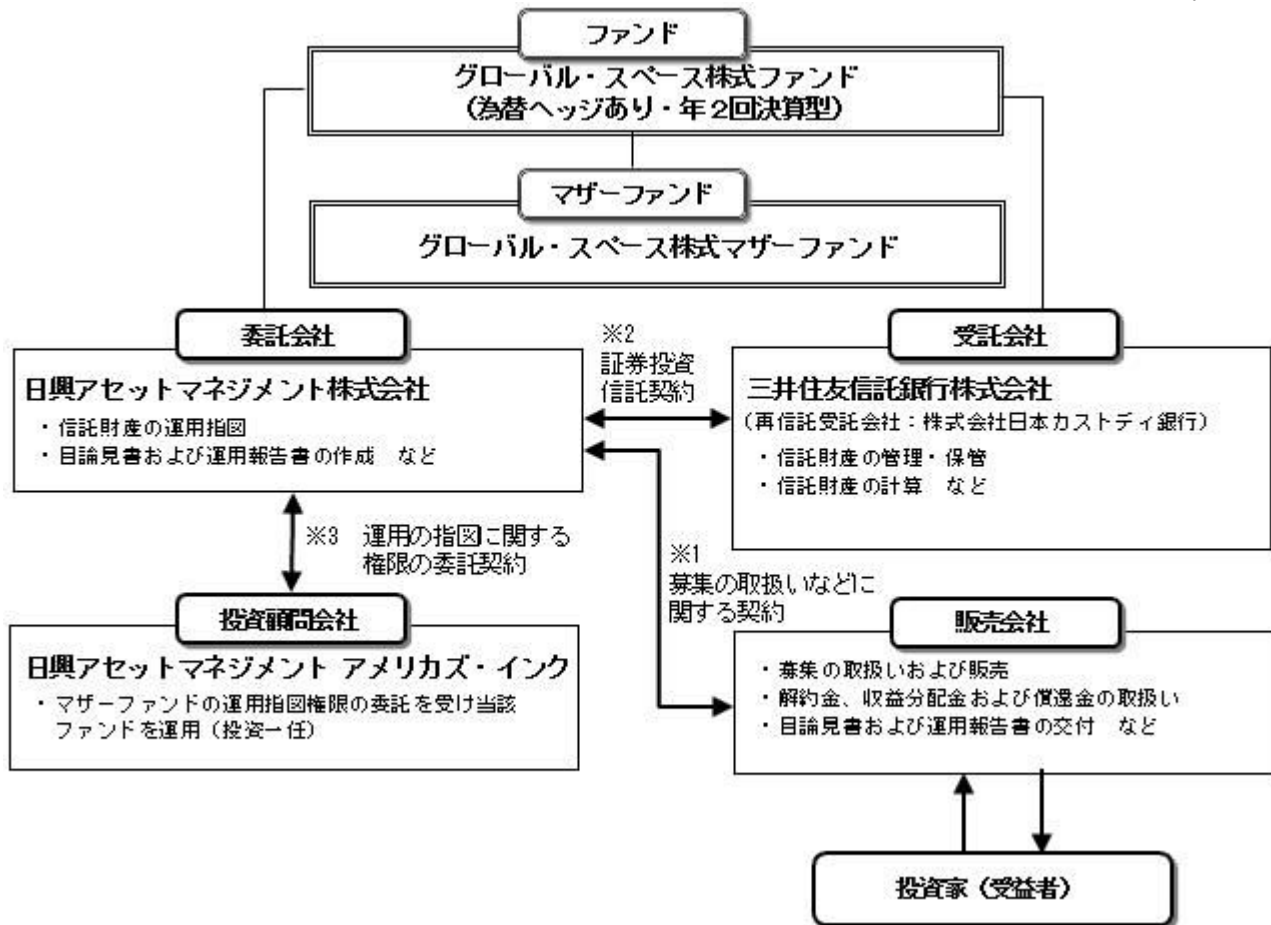 ファンド
グローバル・スペース株式ファンド
（為替ヘッジあり・年２回決算型）
マザーファンド
グローバル・スペース株式マザーファンド
委託会社
日興アセットマネジメント株式会社
・信託財産の運用指図
・目論見書および運用報告書の作成　など
※2
証券投資
信託契約
受託会社
三井住友信託銀行株式会社
（再信託受託会社：株式会社日本カストディ銀行）
・信託財産の管理・保管
・信託財産の計算　など
※3　運用の指図に関する
権限の委託契約
※1
募集の取扱いなどに
関する契約
投資顧問会社
日興アセットマネジメント アメリカズ・インク
・マザーファンドの運用指図権限の委託を受け当該
ファンドを運用（投資一任）
販売会社
・募集の取扱いおよび販売
・解約金、収益分配金および償還金の取扱い
・目論見書および運用報告書の交付　など
投資家（受益者）